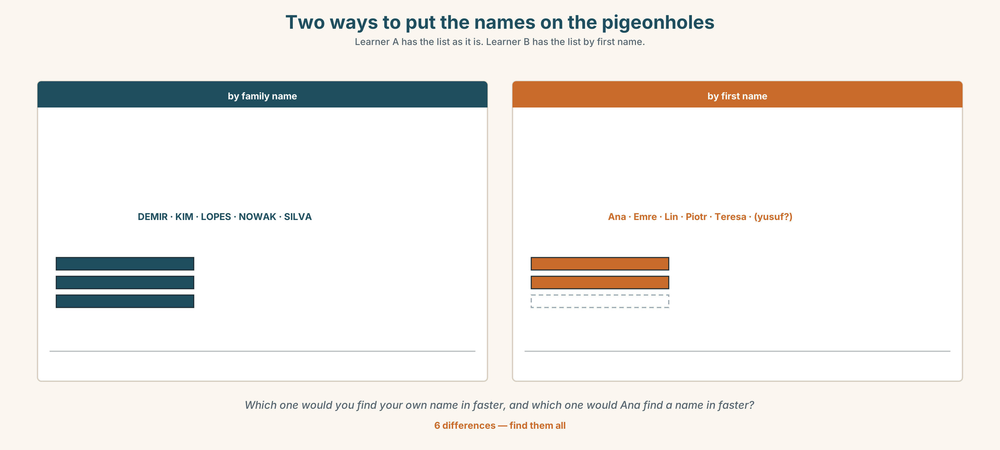 Two ways to put the names on the pigeonholes
Learner A has the list as it is. Learner B has the list by first name.
by family name
DEMIR · KIM · LOPES · NOWAK · SILVA
by first name
Ana · Emre · Lin · Piotr · Teresa · (yusuf?)
Which one would you find your own name in faster, and which one would Ana find a name in faster?
6 differences — find them all